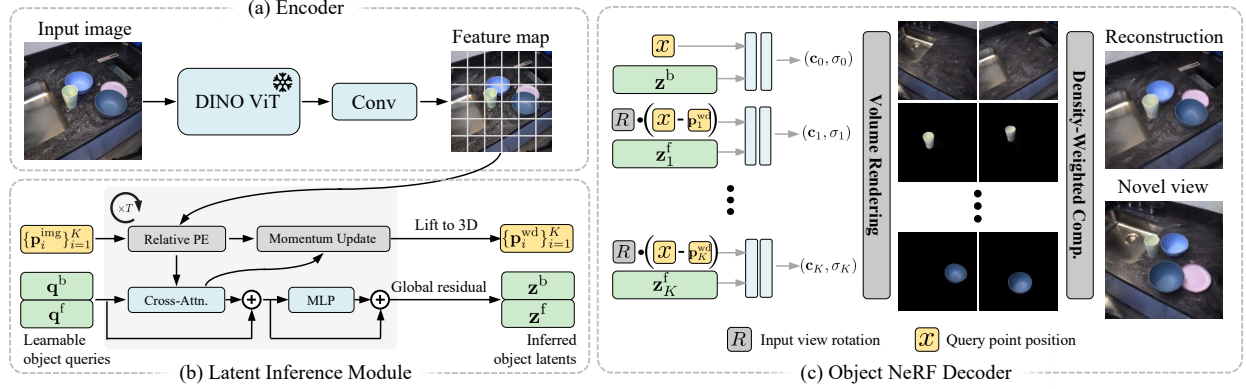 (a) Encoder
Input image
Feature map
DINO ViT
Conv
×T
{p_i^img}_{i=1}^K
Relative PE
Momentum Update
Lift to 3D
{p_i^wd}_{i=1}^K
q^b
q^f
Cross-Attn.
MLP
Global residual
z^b
z^f
Learnable
object queries
Inferred
object latents
(b) Latent Inference Module
x
z^b
(c_0, σ_0)
R•(x - p_1^wd)
z_1^f
(c_1, σ_1)
R•(x - p_K^wd)
z_K^f
(c_K, σ_K)
Volume Rendering
Density-Weighted Comp.
Reconstruction
Novel view
R Input view rotation
x Query point position
(c) Object NeRF Decoder